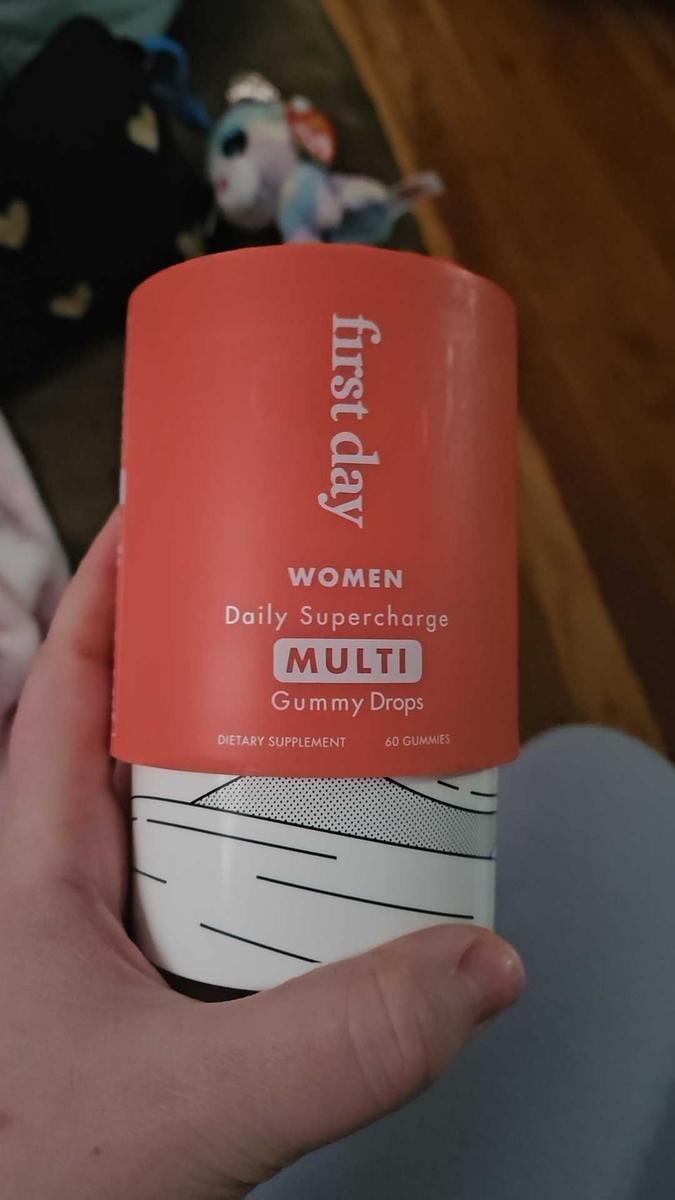 first day
WOMEN
Daily Supercharge
MULTI
Gummy Drops
DIETARY SUPPLEMENT 60 GUMMIES